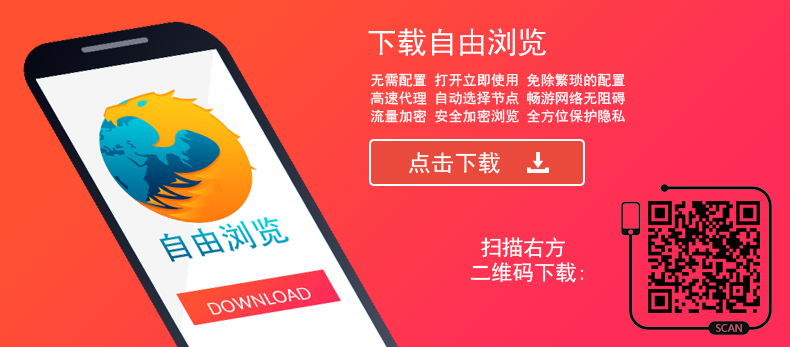 下载自由浏览
无需配置 打开立即使用 免除繁琐的配置
高速代理 自动选择节点 畅游网络无阻碍
流量加密 安全加密浏览 全方位保护隐私
点击下载
自由浏览
DOWNLOAD
扫描右方
二维码下载：
SCAN